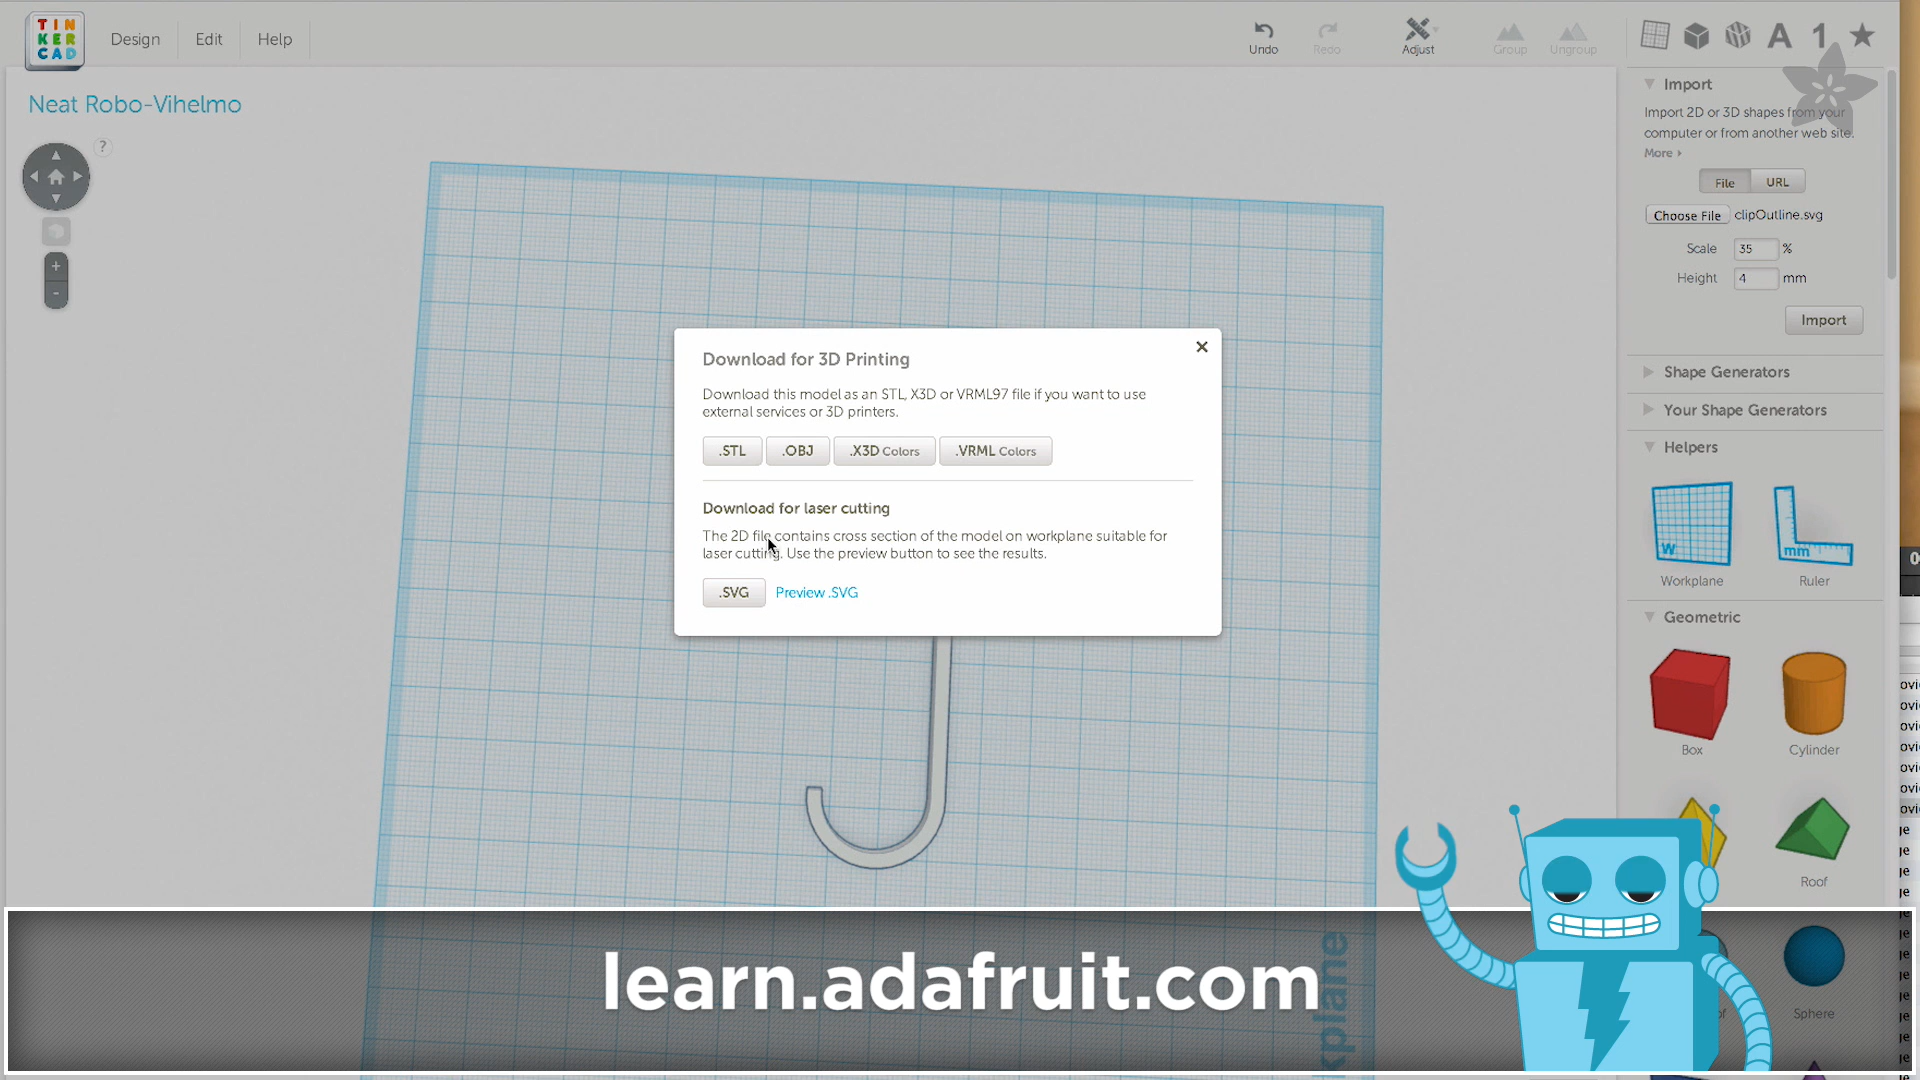 TIN
KER
CAD
Design
Edit
Help
Undo
Redo
Adjust
Group
Ungroup
A
1
Neat Robo-Vihelmo
?
+
-
Import
Import 2D or 3D shapes from your
computer or from another web site.
More
File
URL
Choose File
clipOutline.svg
Scale
35
%
Height
4
mm
Import
Shape Generators
Your Shape Generators
Helpers
W
mm
Workplane
Ruler
Geometric
Box
Cylinder
Roof
Sphere
Download for 3D Printing
Download this model as an STL, X3D or VRML97 file if you want to use
external services or 3D printers.
.STL
.OBJ
.X3D Colors
.VRML Colors
Download for laser cutting
The 2D file contains cross section of the model on workplane suitable for
laser cutting. Use the preview button to see the results.
.SVG
Preview .SVG
kplane
learn.adafruit.com